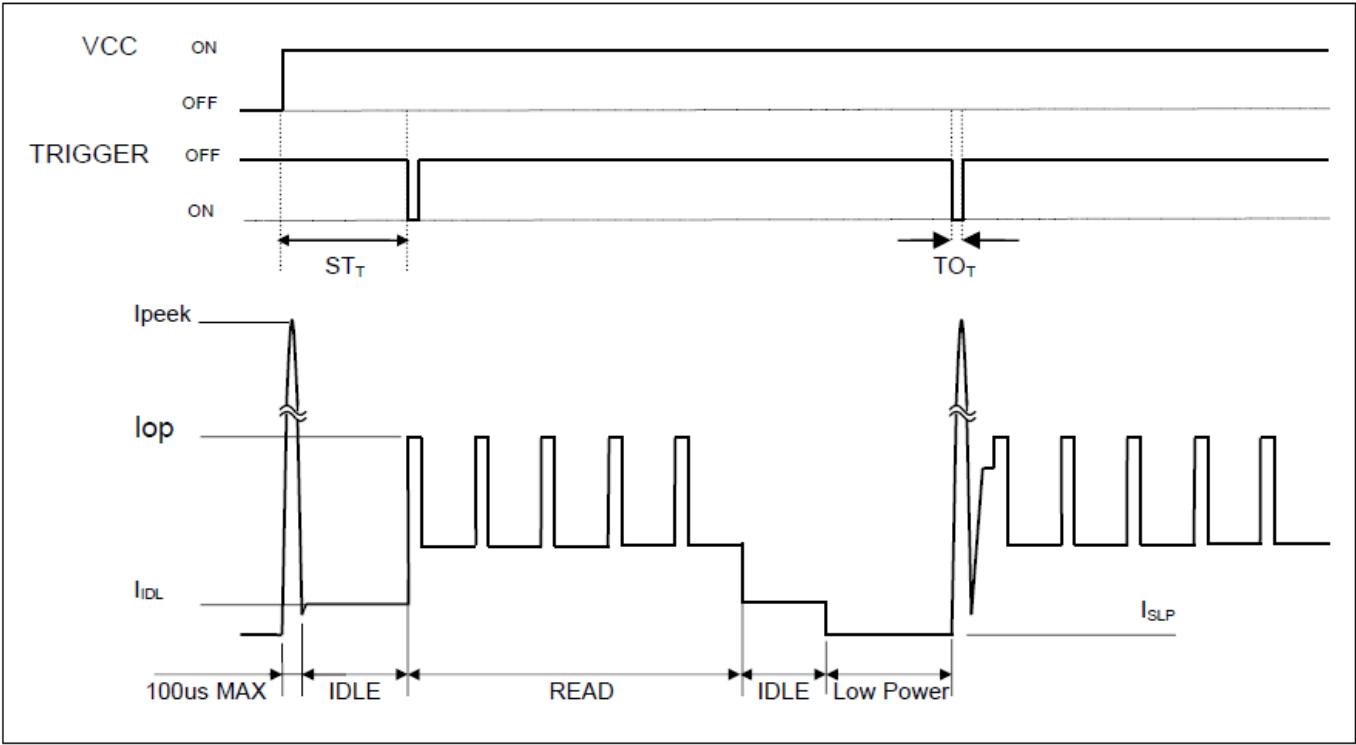 VCC ON
OFF
TRIGGER OFF
ON
STT TOT
Ipeek
Iop
IIDL
ISLP
100us MAX IDLE READ IDLE Low Power